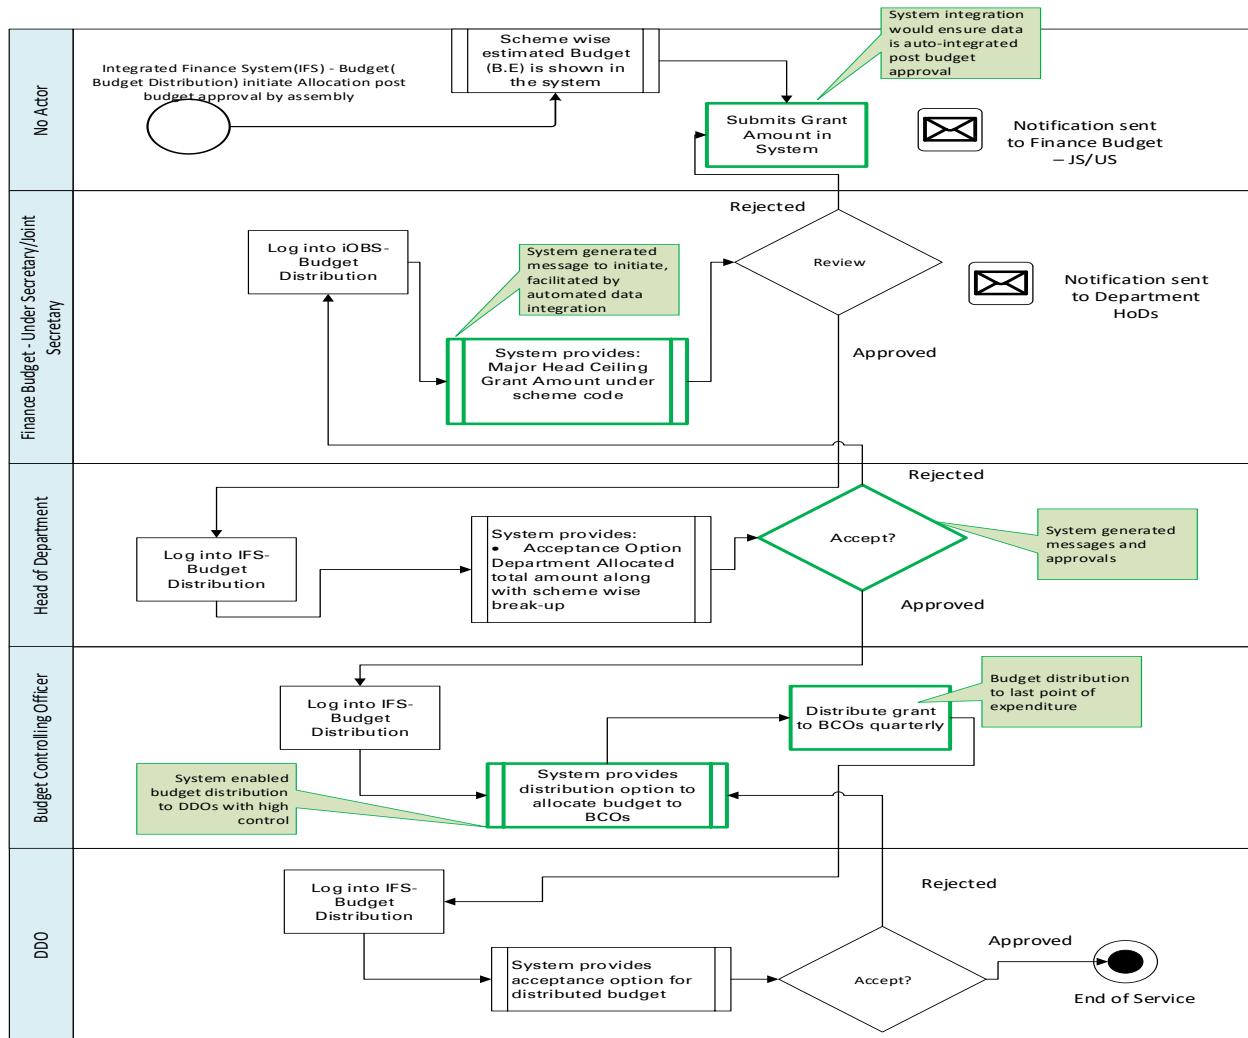 No Actor
Integrated Finance System(IFS) - Budget(
Budget Distribution) initiate Allocation post
budget approval by assembly
Scheme wise
estimated Budget
(B.E) is shown in
the system
System integration
would ensure data
is auto-integrated
post budget
approval
Submits Grant
Amount in
System
Notification sent
to Finance Budget
– JS/US
Finance Budget - Under Secretary/Joint
Secretary
Rejected
Log into iOBS-
Budget
Distribution
System generated
message to initiate,
facilitated by
automated data
integration
Review
Notification sent
to Department
HoDs
System provides:
Major Head Ceiling
Grant Amount under
scheme code
Approved
Head of Department
Rejected
Log into IFS-
Budget
Distribution
System provides:
• Acceptance Option
Department Allocated
total amount along
with scheme wise
break-up
Accept?
System generated
messages and
approvals
Approved
Budget Controlling Officer
Log into IFS-
Budget
Distribution
Distribute grant
to BCOs quarterly
Budget distribution
to last point of
expenditure
System enabled
budget distribution
to DDOs with high
control
System provides
distribution option to
allocate budget to
BCOs
DDO
Log into IFS-
Budget
Distribution
Rejected
System provides
acceptance option for
distributed budget
Accept?
Approved
End of Service